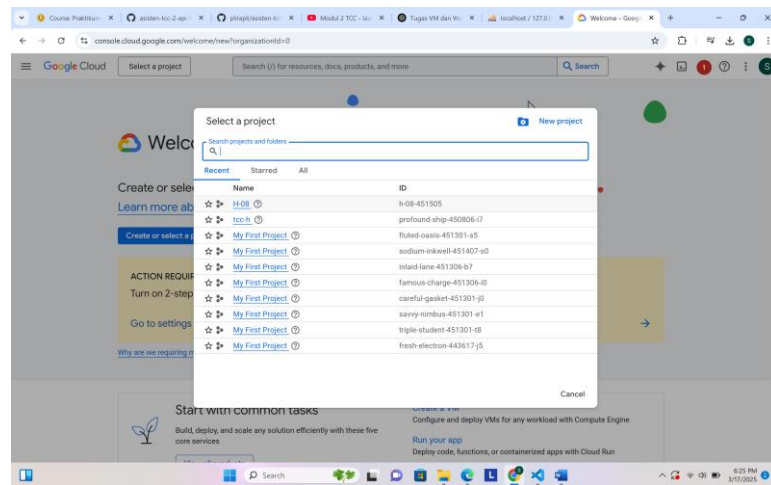 Course: Praktikum
asisten-tcc-2-api-
plrapli/asisten-tcc
Modul 2 TCC -
Tugas VM dan
localhost / 127.0.
Welcome – Goog
console.cloud.google.com/welcome/new?organizationId=0
Google Cloud
Select a project
Search (/) for resources, docs, products, and more
Search
1
S
Welco
Create or sele
Learn more ab
Create or select a p
ACTION REQUIR
Turn on 2-step
Go to settings
Why are we requiring m
Select a project
New project
Search projects and folders
Recent Starred All
Name ID
H-08 h-08-451505
tcc-h profound-ship-450806-i7
My First Project fluted-oasis-451301-s5
My First Project sodium-inkwell-451407-s0
My First Project inlaid-lane-451306-b7
My First Project famous-charge-451306-i0
My First Project careful-gasket-451301-j0
My First Project savvy-nimbus-451301-e1
My First Project triple-student-451301-t8
My First Project fresh-electron-443617-j5
Cancel
Start with common tasks
Build, deploy, and scale any solution efficiently with these five
core services
Create a VM
Configure and deploy VMs for any workload with Compute Engine
Run your app
Deploy code, functions, or containerized apps with Cloud Run
Search
6:25 PM
3/17/2025